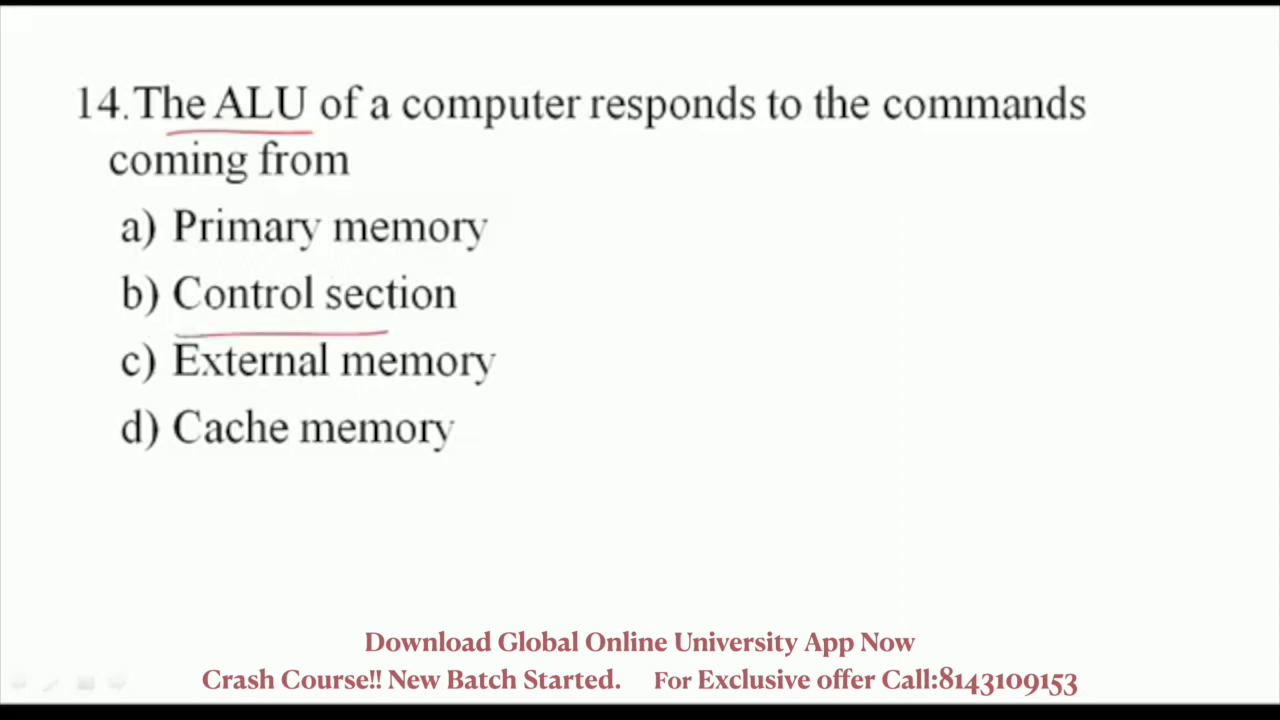 14.The ALU of a computer responds to the commands
coming from
a) Primary memory
b) Control section
c) External memory
d) Cache memory
Download Global Online University App Now
Crash Course!! New Batch Started. For Exclusive offer Call:8143109153